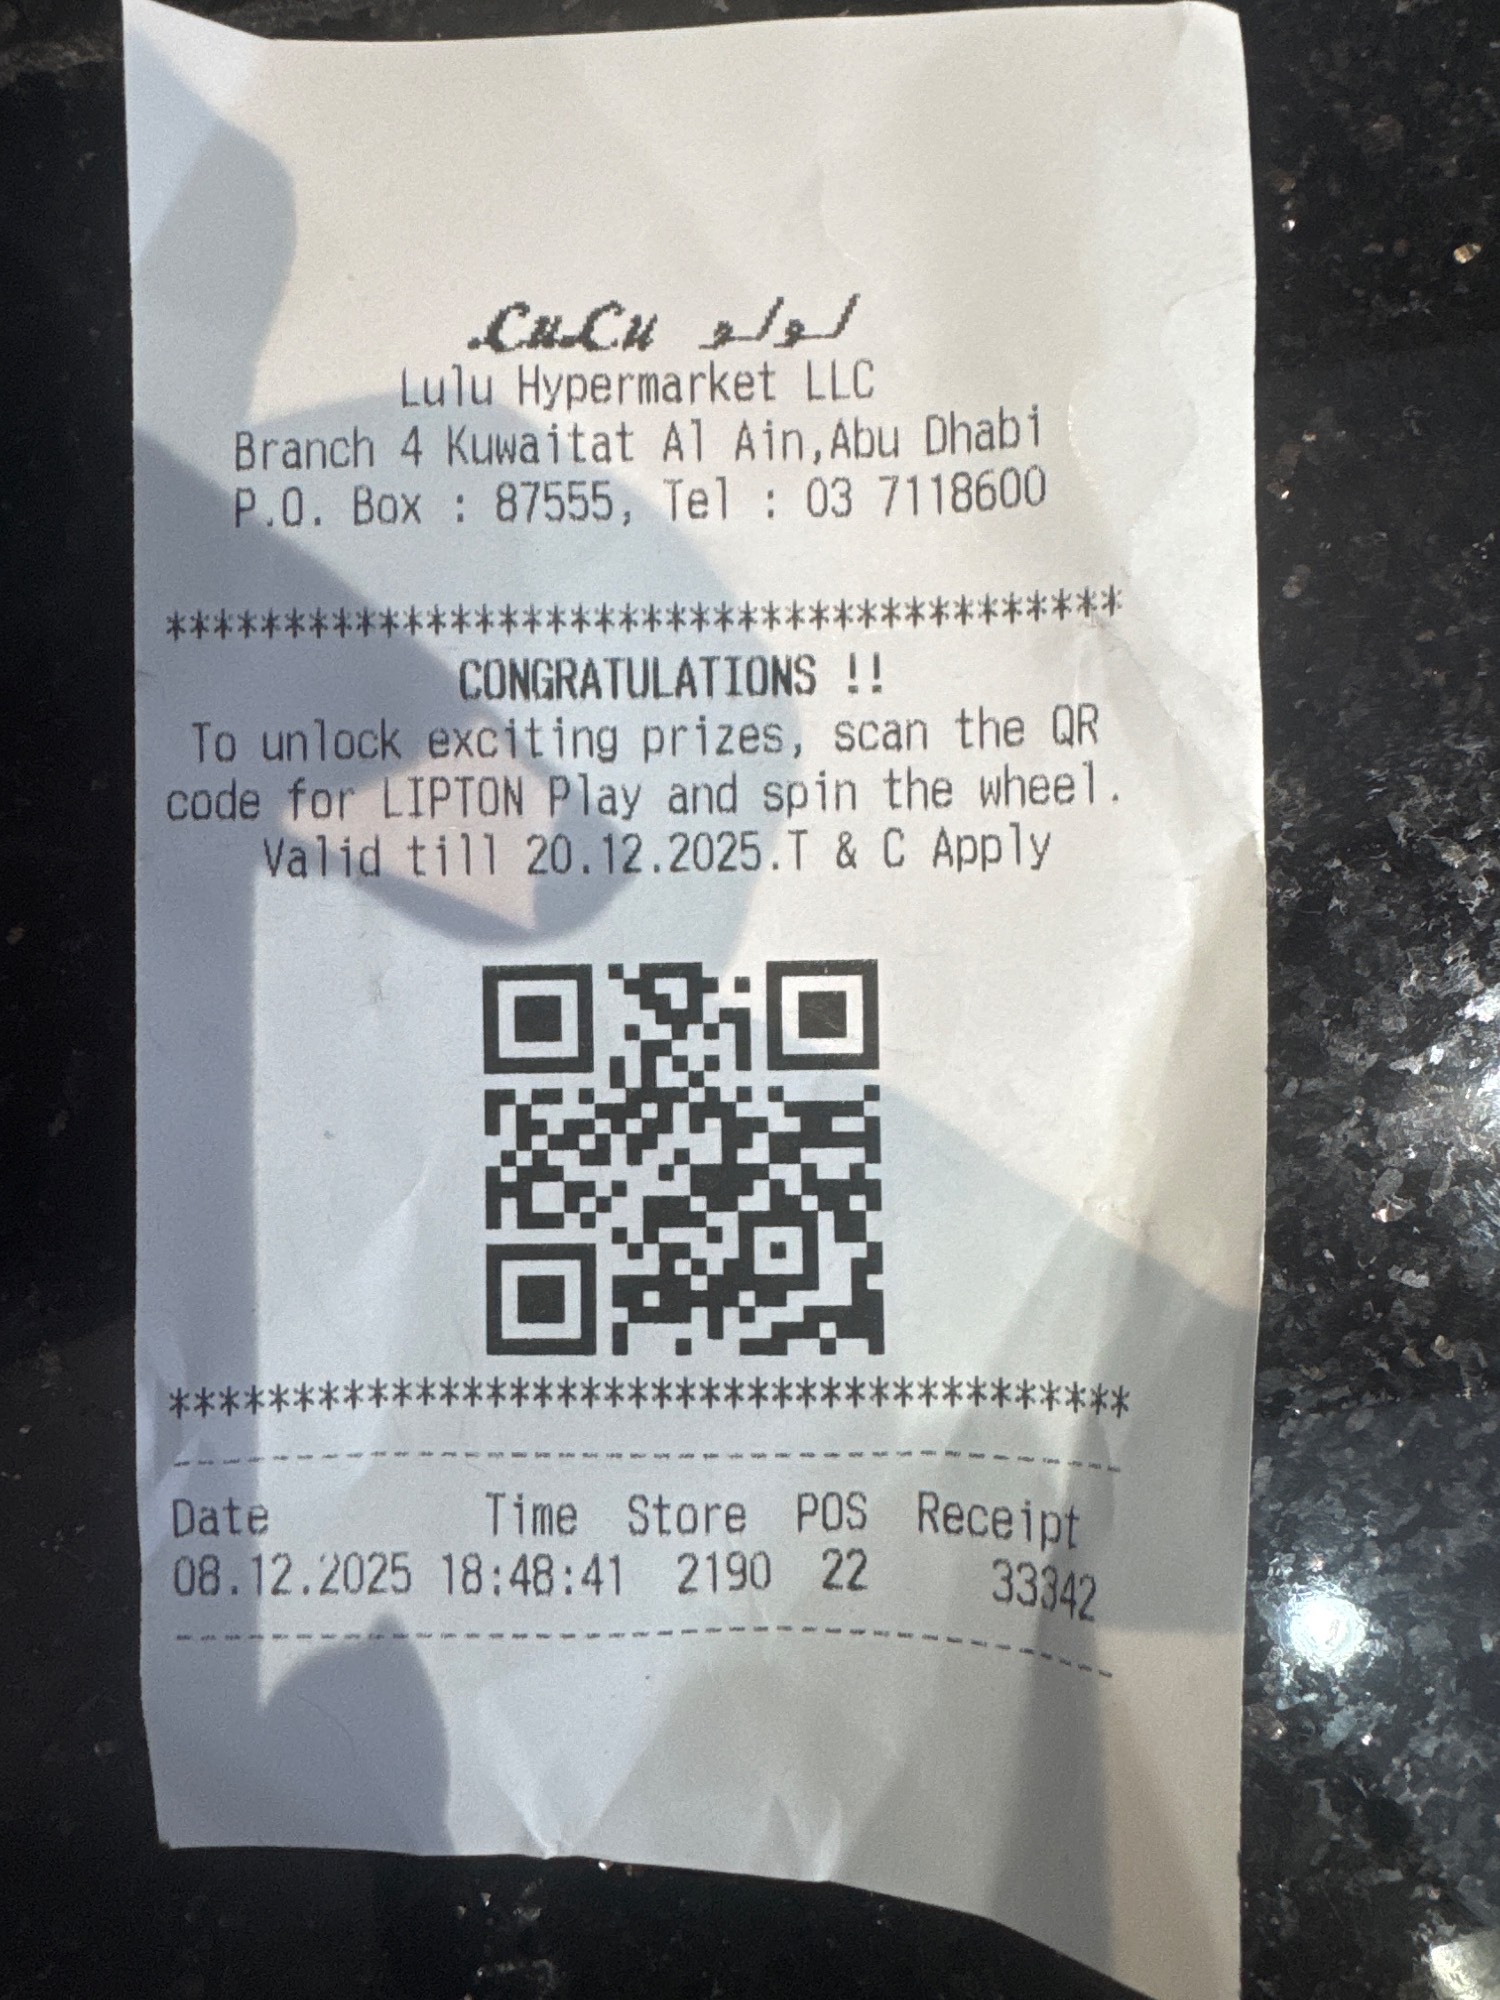 LuLu لولو
Lulu Hypermarket LLC
Branch 4 Kuwaitat Al Ain,Abu Dhabi
P.O. Box : 87555, Tel : 03 7118600
****************************************
CONGRATULATIONS !!
To unlock exciting prizes, scan the QR
code for LIPTON Play and spin the wheel.
Valid till 20.12.2025.T & C Apply
****************************************
----------------------------------------
Date Time Store POS Receipt
08.12.2025 18:48:41 2190 22 33342
----------------------------------------